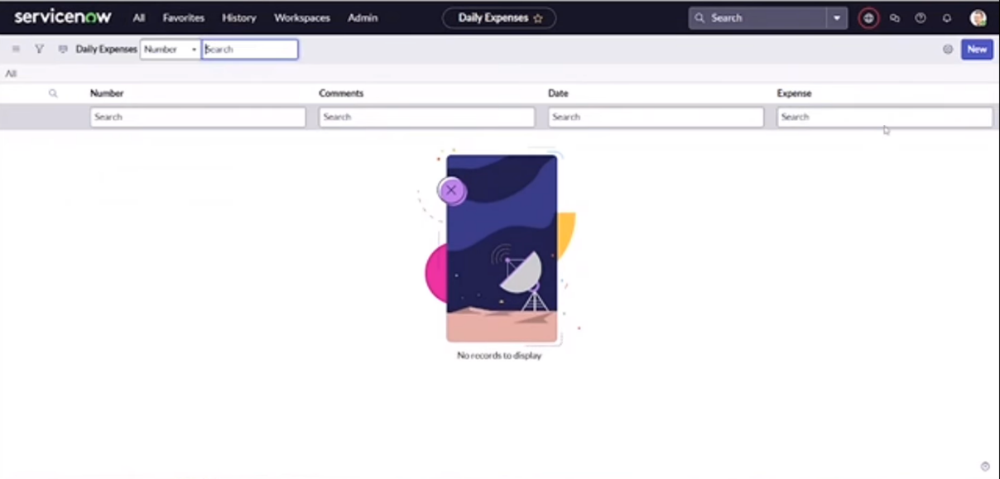 servicenow All Favorites History Workspaces Admin Daily Expenses Search
Daily Expenses Number Search New
All
Number Comments Date Expense
Search Search Search Search
No records to display